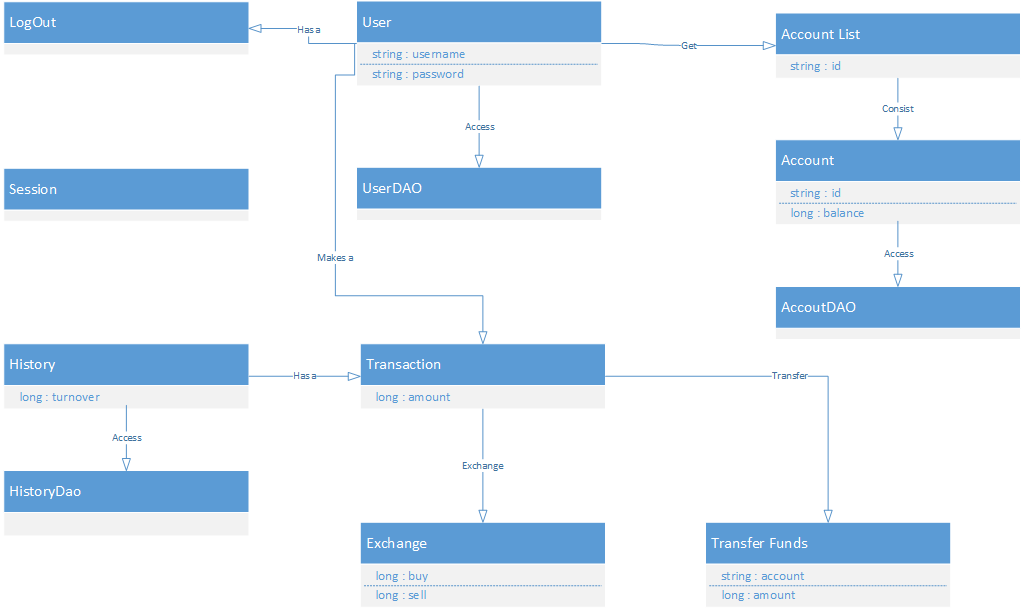 LogOut
Has a
User
string : username
string : password
Get
Account List
string : id
Consist
Access
Session
UserDAO
Account
string : id
long : balance
Makes a
Access
AccoutDAO
History
long : turnover
Has a
Transaction
long : amount
Transfer
Access
Exchange
HistoryDao
Exchange
long : buy
long : sell
Transfer Funds
string : account
long : amount